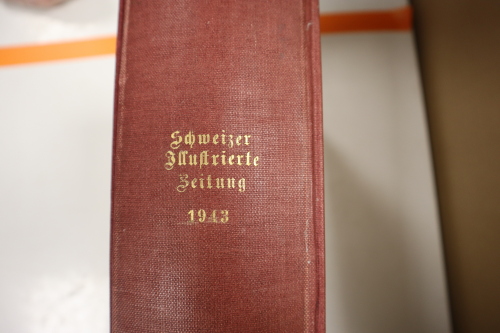 Schweizer
Illustrierte
Zeitung
1943